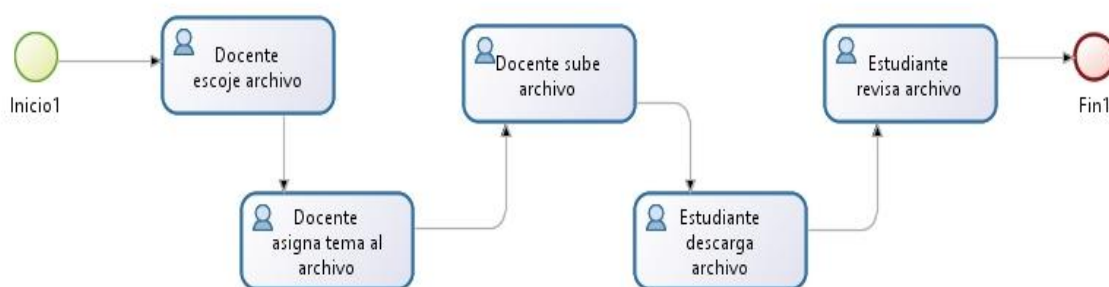 Inicio1
Docente
escoje archivo
Docente
asigna tema al
archivo
Docente sube
archivo
Estudiante
descarga
archivo
Estudiante
revisa archivo
Fin1